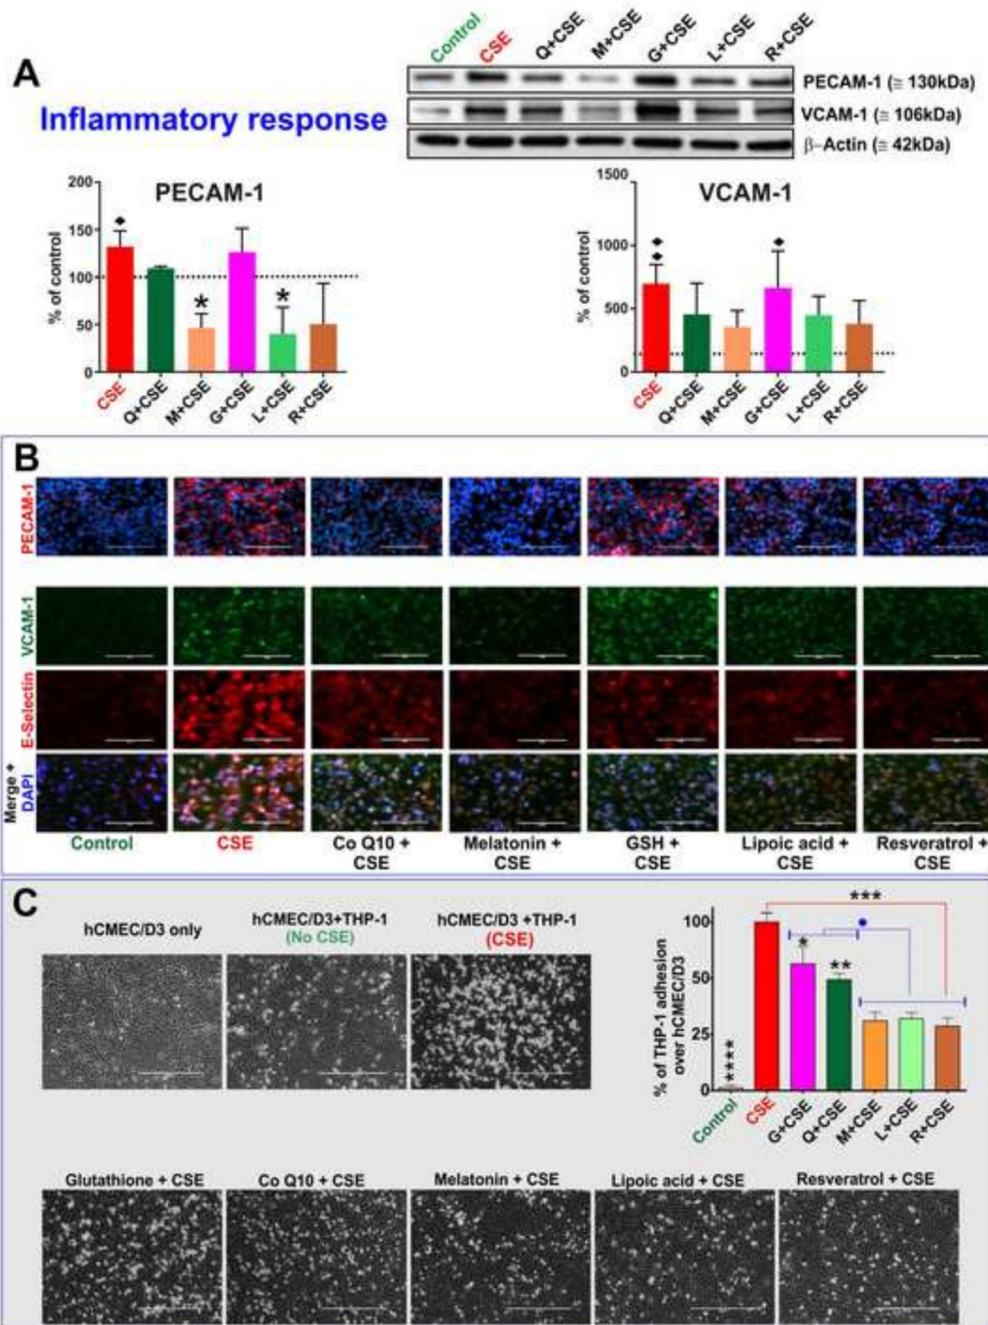 A
Inflammatory response
Control
CSE
Q+CSE
M+CSE
G+CSE
L+CSE
R+CSE
PECAM-1 (≅ 130kDa)
VCAM-1 (≅ 106kDa)
β-Actin (≅ 42kDa)
PECAM-1
% of control
200
150
100
50
0
♦
*
*
CSE
Q+CSE
M+CSE
G+CSE
L+CSE
R+CSE
VCAM-1
% of control
1500
1000
500
0
♦
♦
♦
CSE
Q+CSE
M+CSE
G+CSE
L+CSE
R+CSE
B
PECAM-1
VCAM-1
E-Selectin
Merge +
DAPI
Control
CSE
Co Q10 +
CSE
Melatonin +
CSE
GSH +
CSE
Lipoic acid +
CSE
Resveratrol +
CSE
C
hCMEC/D3 only
hCMEC/D3+THP-1
(No CSE)
hCMEC/D3 +THP-1
(CSE)
% of THP-1 adhesion
over hCMEC/D3
100
50
25
0
****
*
**
***
Control
CSE
G+CSE
Q+CSE
M+CSE
L+CSE
R+CSE
Glutathione + CSE
Co Q10 + CSE
Melatonin + CSE
Lipoic acid + CSE
Resveratrol + CSE